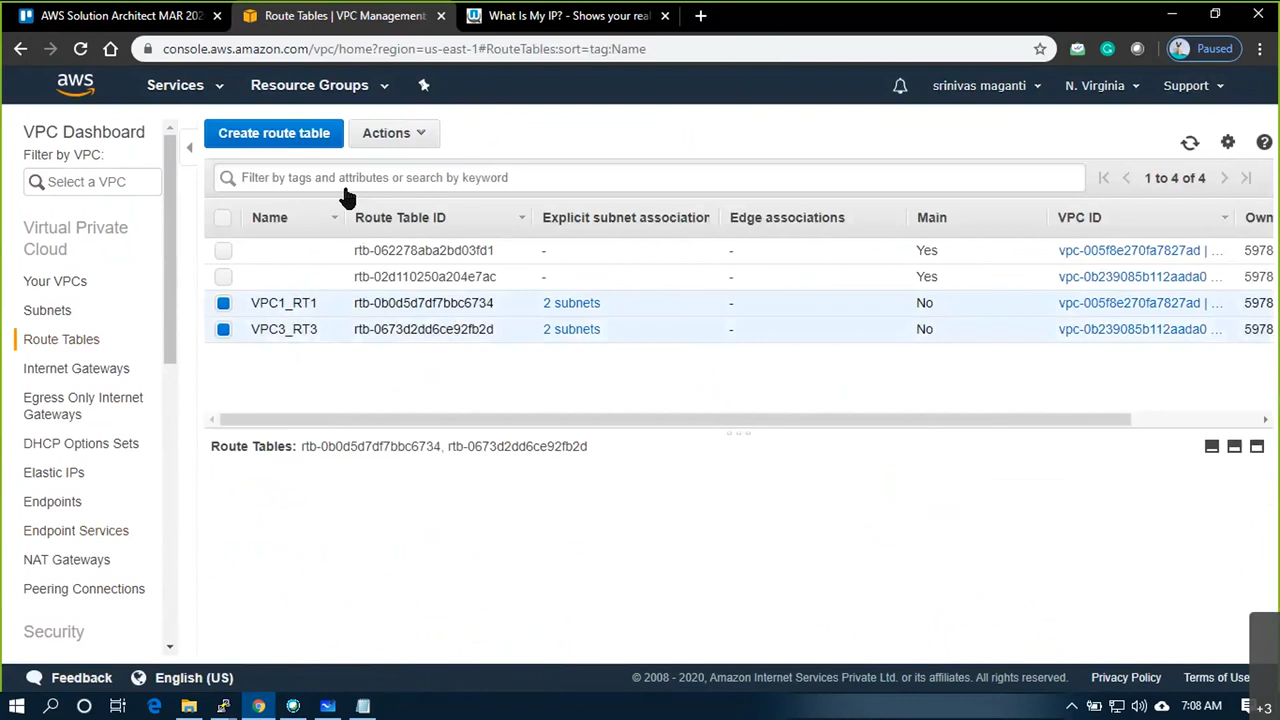 AWS Solution Architect MAR 202
Route Tables | VPC Management
What Is My IP? - Shows your real
console.aws.amazon.com/vpc/home?region=us-east-1#RouteTables:sort=tag:Name
Paused
aws
Services
Resource Groups
srinivas maganti
N. Virginia
Support
VPC Dashboard
Filter by VPC:
Select a VPC
Virtual Private
Cloud
Your VPCs
Subnets
Route Tables
Internet Gateways
Egress Only Internet
Gateways
DHCP Options Sets
Elastic IPs
Endpoints
Endpoint Services
NAT Gateways
Peering Connections
Security
Create route table
Actions
Filter by tags and attributes or search by keyword
1 to 4 of 4
Name Route Table ID Explicit subnet association Edge associations Main VPC ID Own
rtb-062278aba2bd03fd1 - - Yes vpc-005f8e270fa7827ad | ... 5978
rtb-02d110250a204e7ac - - Yes vpc-0b239085b112aada0 ... 5978
VPC1_RT1 rtb-0b0d5d7df7bbc6734 2 subnets - No vpc-005f8e270fa7827ad | ... 5978
VPC3_RT3 rtb-0673d2dd6ce92fb2d 2 subnets - No vpc-0b239085b112aada0 ... 5978
Route Tables: rtb-0b0d5d7df7bbc6734, rtb-0673d2dd6ce92fb2d
Feedback
English (US)
© 2008 - 2020, Amazon Internet Services Private Ltd. or its affiliates. All rights reserved.
Privacy Policy
Terms of Use
7:08 AM
+3